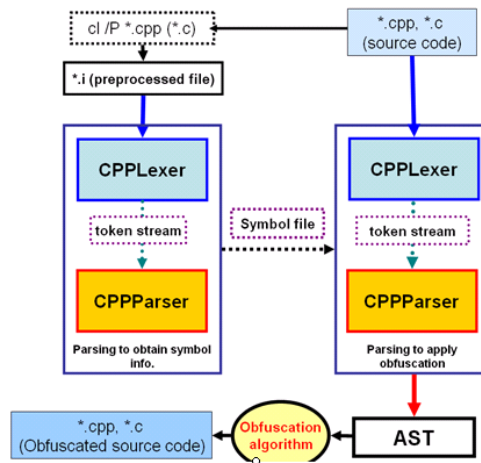 cl /P *.cpp (*.c)
*.cpp, *.c
(source code)
*.i (preprocessed file)
CPPLexer
token stream
CPPParser
Parsing to obtain symbol
info.
Symbol file
CPPLexer
token stream
CPPParser
Parsing to apply
obfuscation
*.cpp, *.c
(Obfuscated source code)
Obfuscation
algorithm
AST